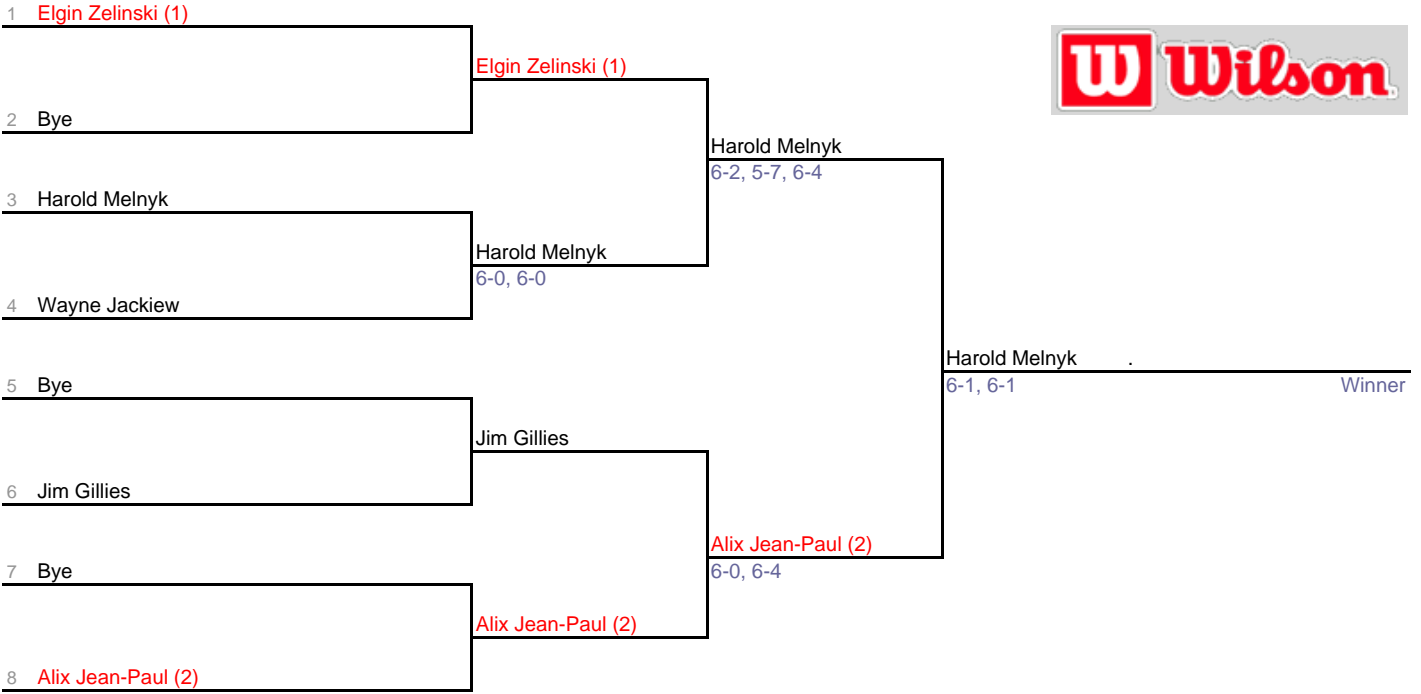 1 Elgin Zelinski (1)
Elgin Zelinski (1)
W Wilson
2 Bye
Harold Melnyk
6-2, 5-7, 6-4
3 Harold Melnyk
Harold Melnyk
6-0, 6-0
4 Wayne Jackiew
Harold Melnyk .
6-1, 6-1 Winner
5 Bye
Jim Gillies
6 Jim Gillies
Alix Jean-Paul (2)
6-0, 6-4
7 Bye
Alix Jean-Paul (2)
8 Alix Jean-Paul (2)